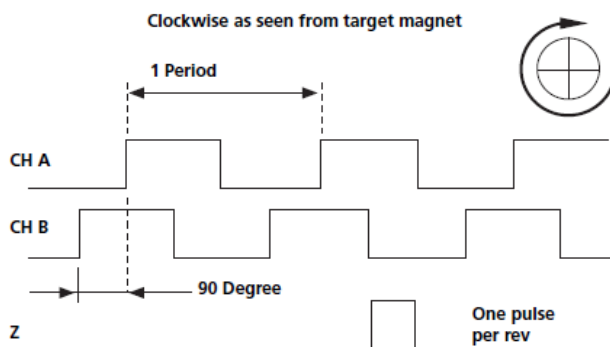 Clockwise as seen from target magnet
1 Period
CH A
CH B
90 Degree
Z
One pulse
per rev